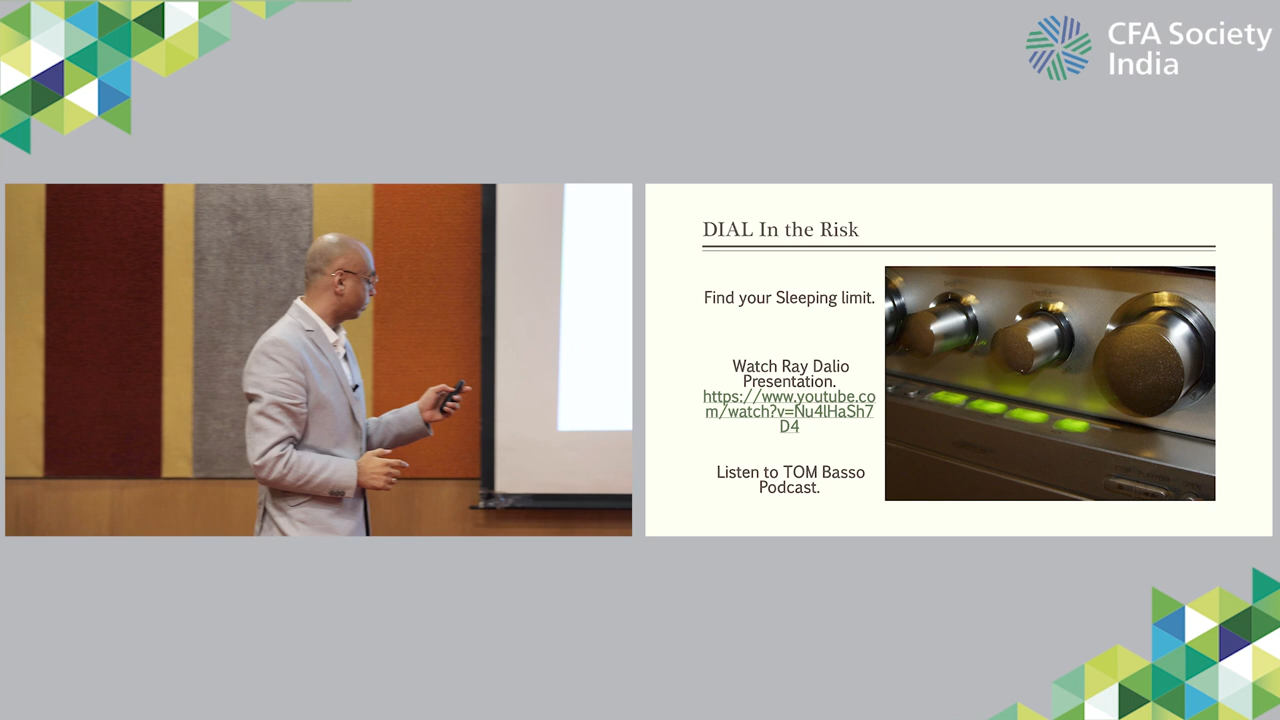 CFA Society
India
DIAL In the Risk
Find your Sleeping limit.
Watch Ray Dalio
Presentation.
https://www.youtube.co
m/watch?v=Nu4lHaSh7
D4
Listen to TOM Basso
Podcast.